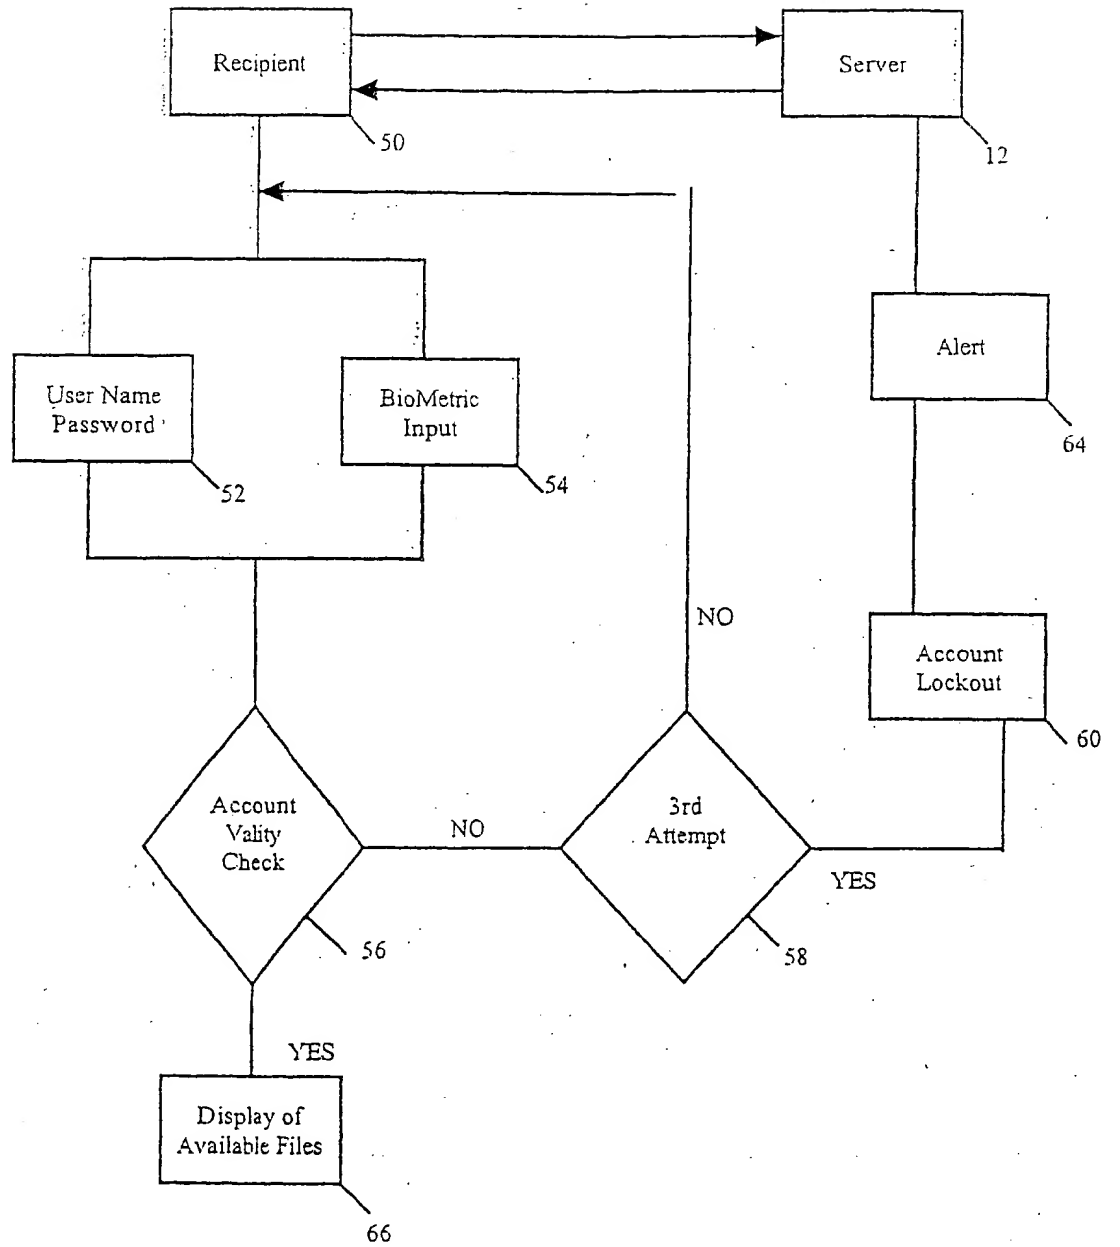 Recipient
Server
50
12
Alert
User Name
Password
BioMetric
Input
64
52
54
NO
Account
Lockout
60
Account
Vality
Check
NO
3rd
Attempt
YES
56
58
YES
Display of
Available Files
66